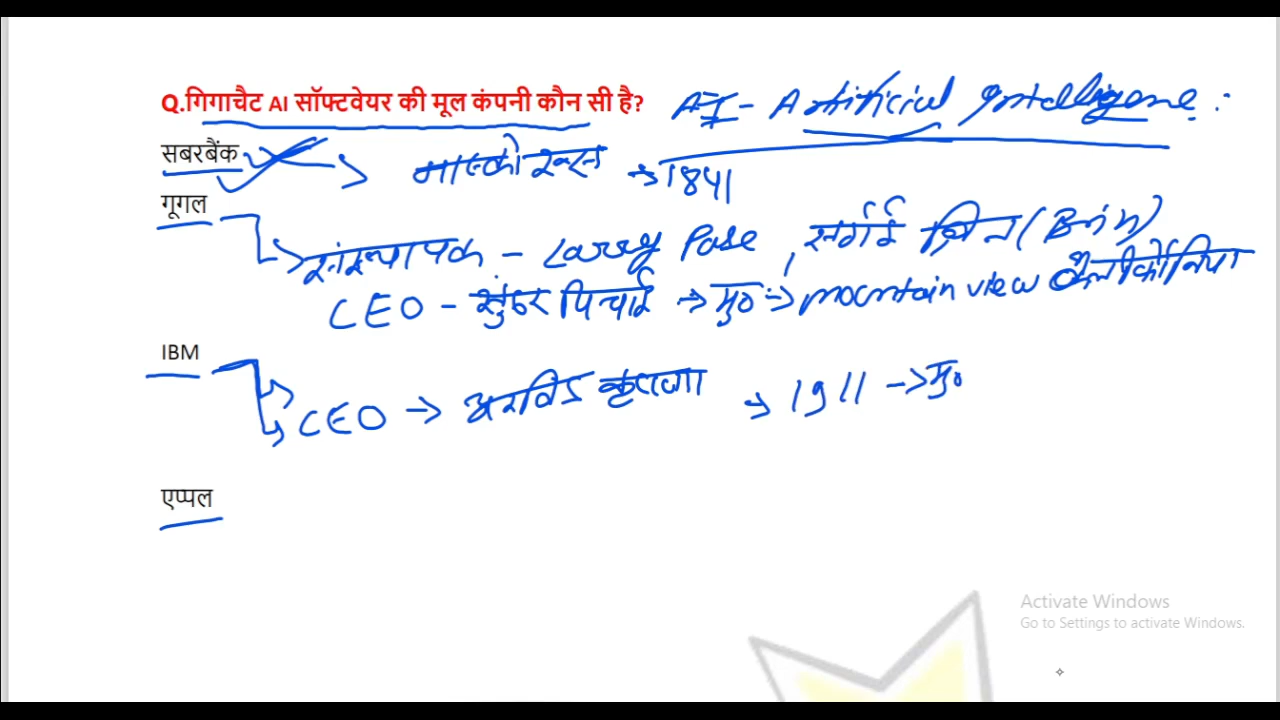 Q.गिगाचैट AI सॉफ्टवेयर की मूल कंपनी कौन सी है? AI - Artificial Intelligence :
सबरबैंक → मास्को रूस → 1841
गूगल
→ संस्थापक - Larry Page , सर्गेई ब्रिन (Brin)
CEO - सुंदर पिचाई → मु० → mountain view कैलीफोर्निया
IBM
CEO → अरविंद कृष्णा → 1911 → मु०
एप्पल
Activate Windows
Go to Settings to activate Windows.